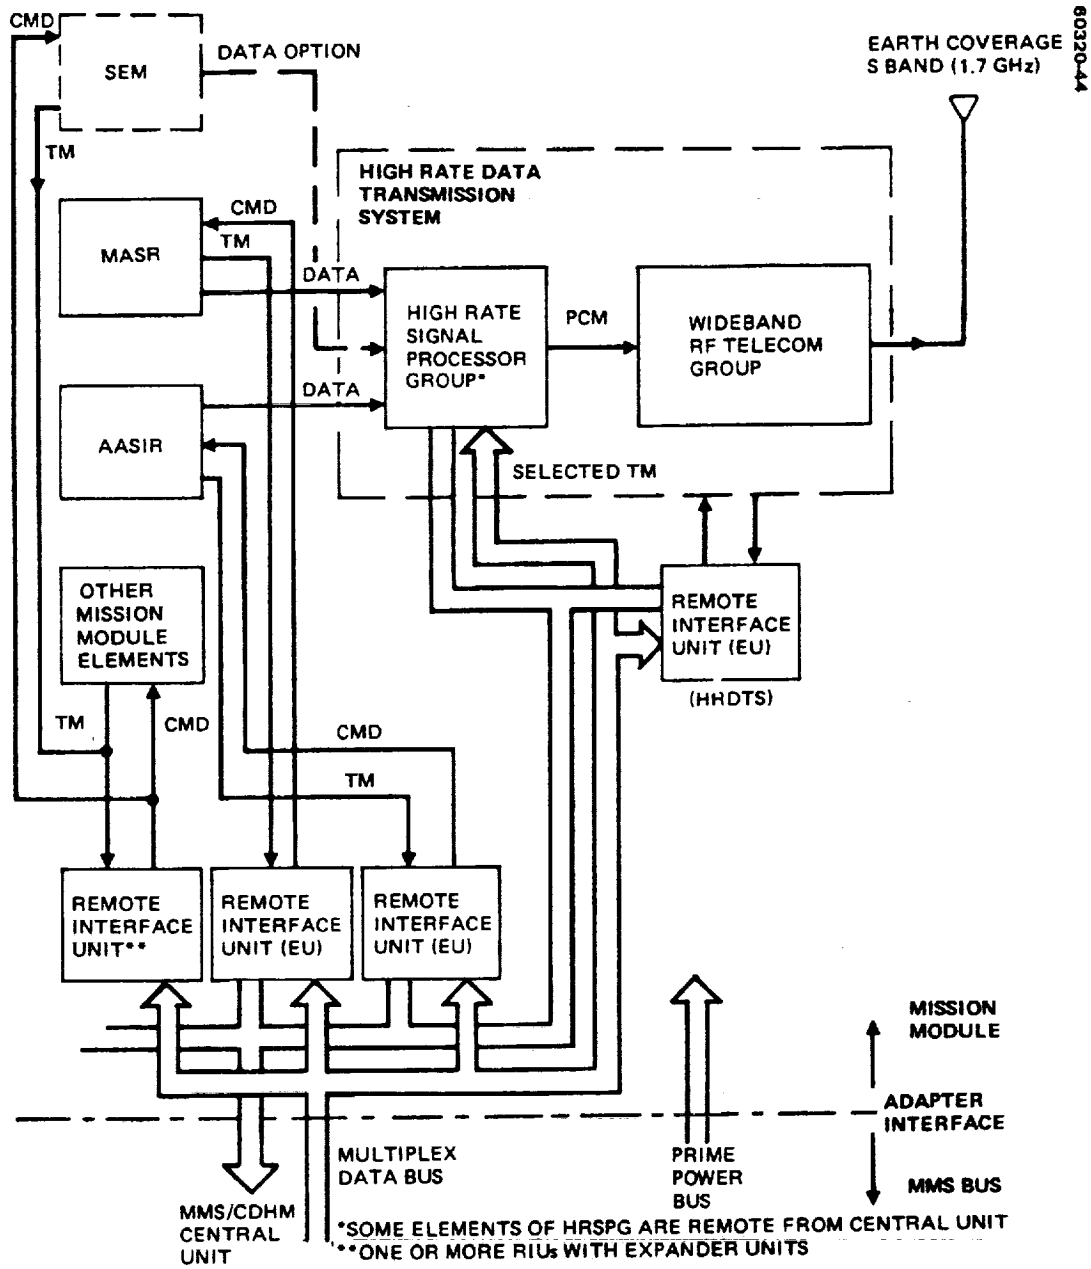 60320-44
CMD
SEM
DATA OPTION
EARTH COVERAGE
S BAND (1.7 GHz)
TM
HIGH RATE DATA
TRANSMISSION
SYSTEM
MASR
CMD
TM
DATA
HIGH RATE
SIGNAL
PROCESSOR
GROUP*
PCM
WIDEBAND
RF TELECOM
GROUP
AASIR
DATA
SELECTED TM
OTHER
MISSION
MODULE
ELEMENTS
REMOTE
INTERFACE
UNIT (EU)
(HRDTS)
TM
CMD
CMD
TM
REMOTE
INTERFACE
UNIT**
REMOTE
INTERFACE
UNIT (EU)
REMOTE
INTERFACE
UNIT (EU)
MISSION
MODULE
ADAPTER
INTERFACE
MULTIPLEX
DATA BUS
PRIME
POWER
BUS
MMS BUS
MMS/CDHM
CENTRAL
UNIT
*SOME ELEMENTS OF HRSPG ARE REMOTE FROM CENTRAL UNIT
**ONE OR MORE RIUs WITH EXPANDER UNITS